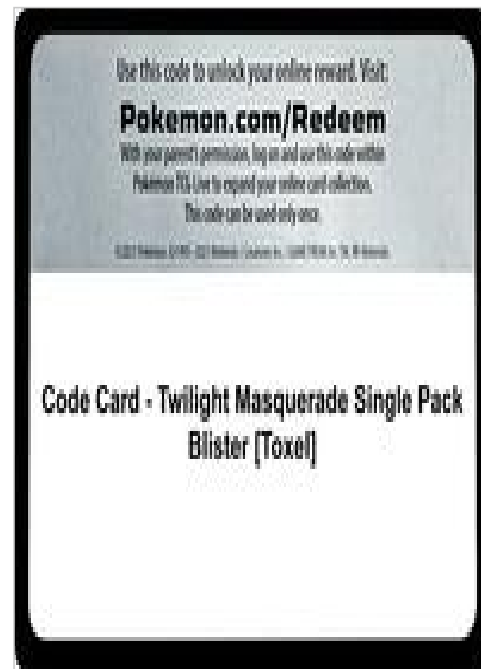 Use this code to unlock your online reward. Visit:
Pokemon.com/Redeem
With your parent's permission, log on and use this code within
Pokémon TCG Live to expand your online card collection.
This code can be used only once.
Code Card - Twilight Masquerade Single Pack
Blister [Toxel]